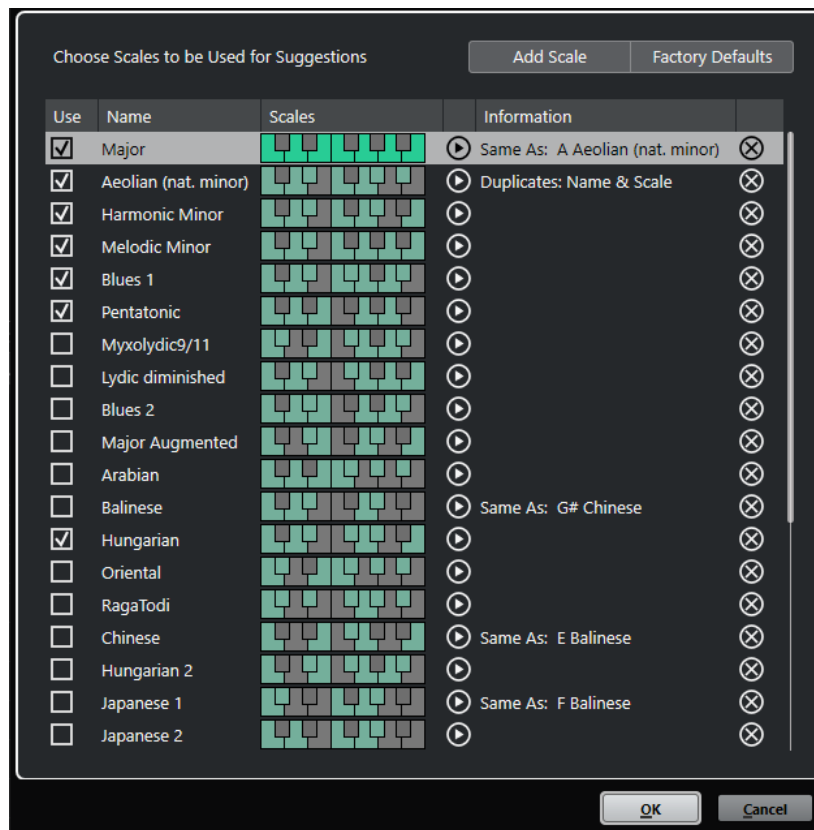 Choose Scales to be Used for Suggestions Add Scale Factory Defaults
Use Name Scales Information
Major Same As: A Aeolian (nat. minor)
Aeolian (nat. minor) Duplicates: Name & Scale
Harmonic Minor
Melodic Minor
Blues 1
Pentatonic
Myxolydic9/11
Lydic diminished
Blues 2
Major Augmented
Arabian
Balinese Same As: G# Chinese
Hungarian
Oriental
RagaTodi
Chinese Same As: E Balinese
Hungarian 2
Japanese 1 Same As: F Balinese
Japanese 2
OK Cancel